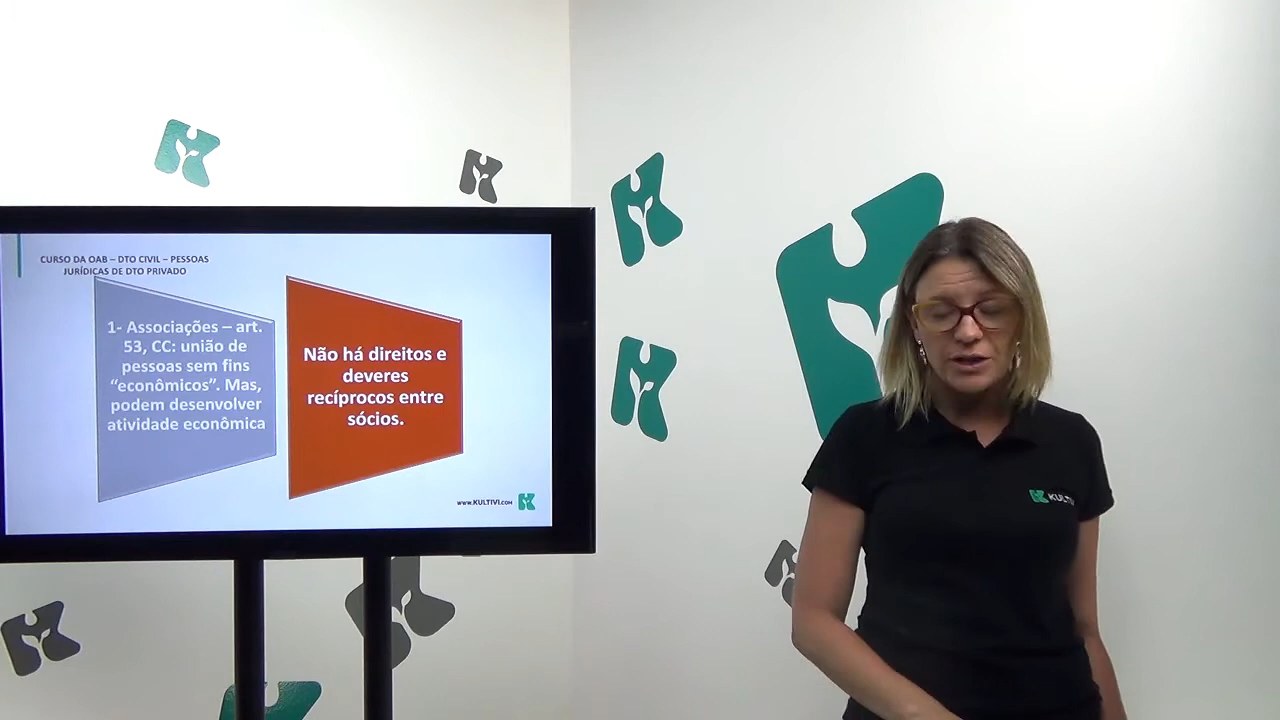 CURSO DA OAB – DTO CIVIL – PESSOAS
JURÍDICAS DE DTO PRIVADO
1- Associações – art.
53, CC: união de
pessoas sem fins
“econômicos”. Mas,
podem desenvolver
atividade econômica
Não há direitos e
deveres
recíprocos entre
sócios.
www.KULTIVI.com
KULTIVI